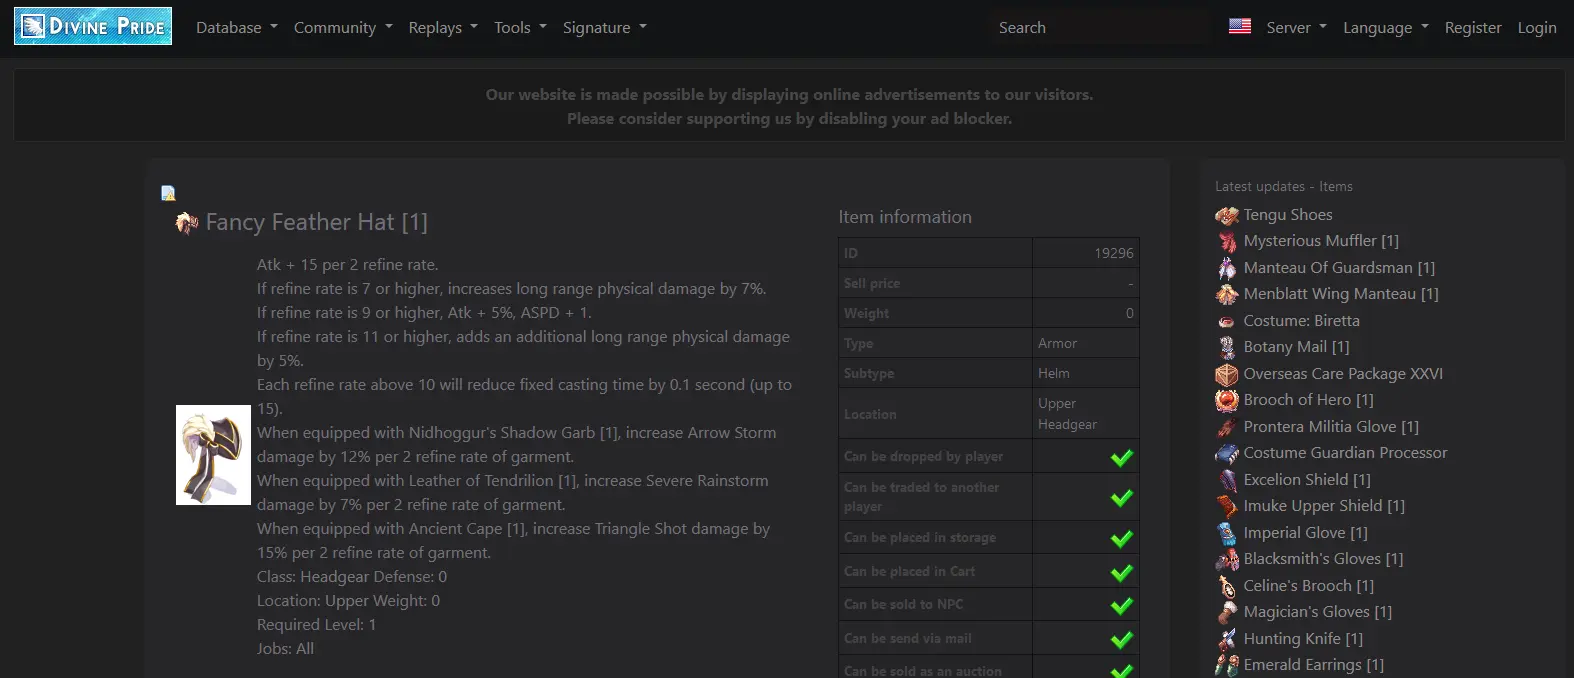 DIVINE PRIDE
Database Community Replays Tools Signature Search Server Language Register Login
Our website is made possible by displaying online advertisements to our visitors.
Please consider supporting us by disabling your ad blocker.
Fancy Feather Hat [1]
Atk + 15 per 2 refine rate.
If refine rate is 7 or higher, increases long range physical damage by 7%.
If refine rate is 9 or higher, Atk + 5%, ASPD + 1.
If refine rate is 11 or higher, adds an additional long range physical damage
by 5%.
Each refine rate above 10 will reduce fixed casting time by 0.1 second (up to
15).
When equipped with Nidhoggur's Shadow Garb [1], increase Arrow Storm
damage by 12% per 2 refine rate of garment.
When equipped with Leather of Tendrilion [1], increase Severe Rainstorm
damage by 7% per 2 refine rate of garment.
When equipped with Ancient Cape [1], increase Triangle Shot damage by
15% per 2 refine rate of garment.
Class: Headgear Defense: 0
Location: Upper Weight: 0
Required Level: 1
Jobs: All
Item information
ID 19296
Sell price -
Weight 0
Type Armor
Subtype Helm
Location Upper
Headgear
Can be dropped by player
Can be traded to another
player
Can be placed in storage
Can be placed in Cart
Can be sold to NPC
Can be send via mail
Can be sold as an auction
Latest updates - Items
Tengu Shoes
Mysterious Muffler [1]
Manteau Of Guardsman [1]
Menblatt Wing Manteau [1]
Costume: Biretta
Botany Mail [1]
Overseas Care Package XXVI
Brooch of Hero [1]
Prontera Militia Glove [1]
Costume Guardian Processor
Excelion Shield [1]
Imuke Upper Shield [1]
Imperial Glove [1]
Blacksmith's Gloves [1]
Celine's Brooch [1]
Magician's Gloves [1]
Hunting Knife [1]
Emerald Earrings [1]